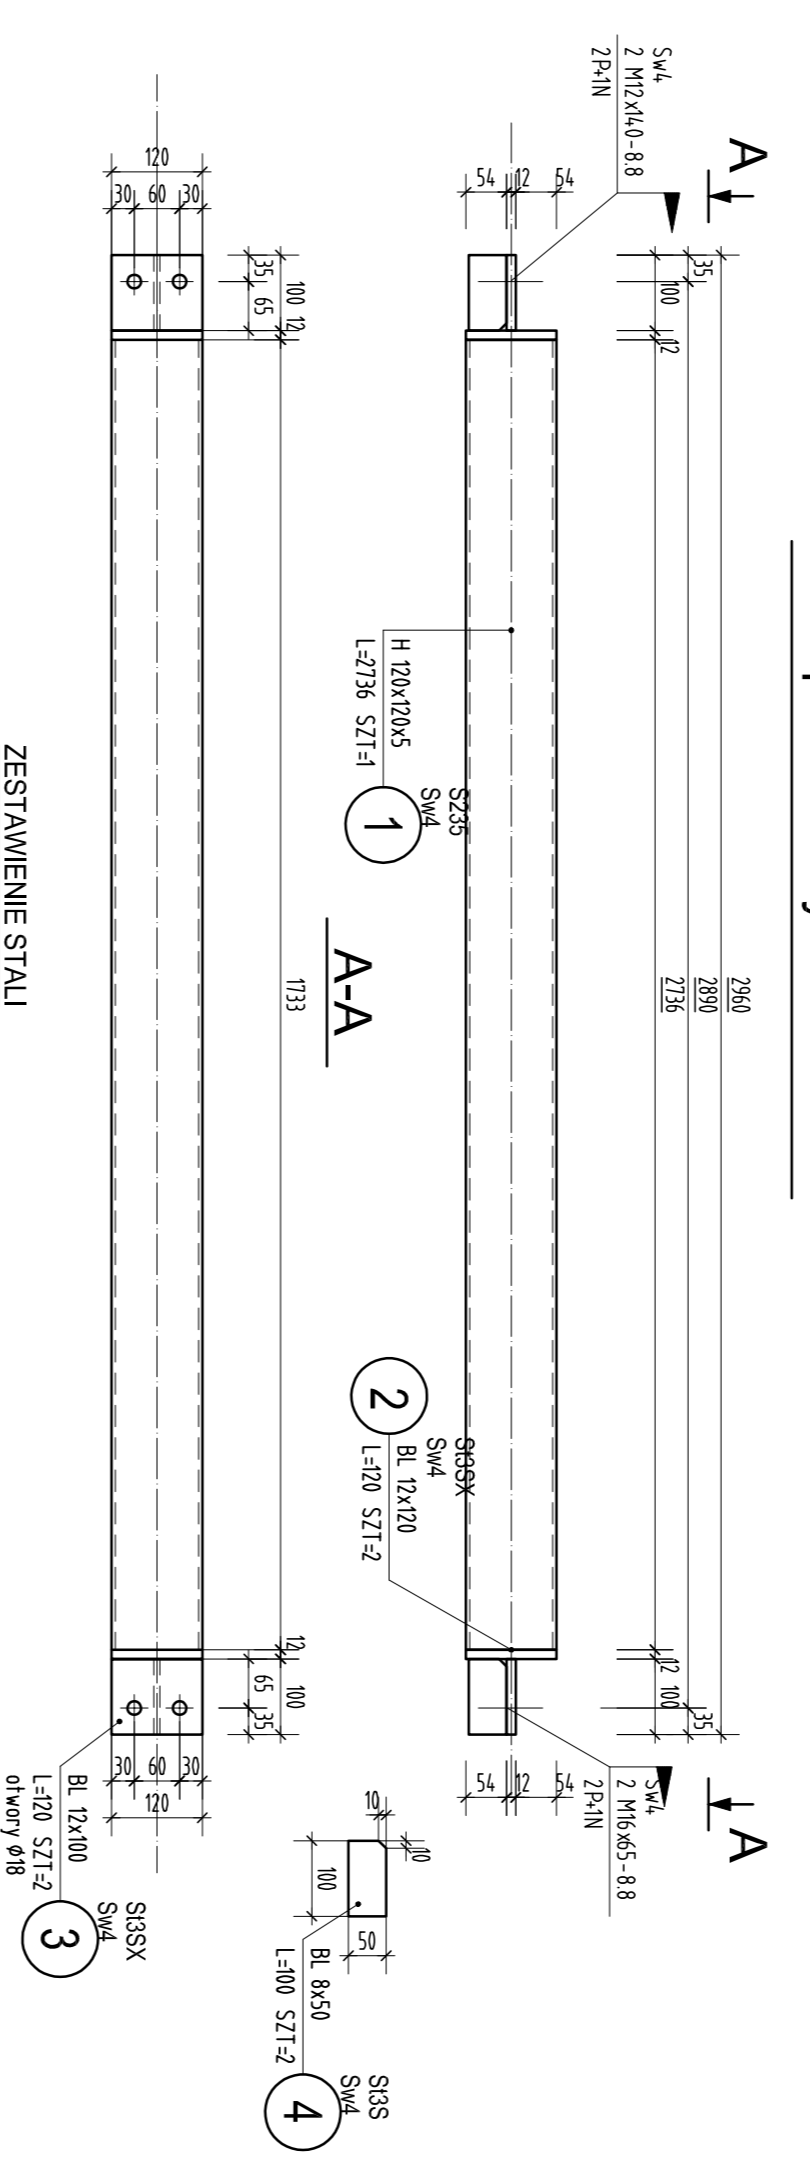 Sw4
2 M12x140-8.8
2P+1N
A
54
12
54
35
100
12
2960
2890
2736
H 120x120x5
L=2736 SZT=1
1
S235
Sw4
2
St3SX
Sw4
BL 12x120
L=120 SZT=2
12
100
35
54
12
54
Sw4
2 M16x65-8.8
2P+1N
A
A-A
120
30
60
30
35
65
100
12
1733
12
100
65
35
30
60
30
120
BL 12x100
L=120 SZT=2
otwory ϕ18
3
St3SX
Sw4
10
10
100
50
BL 8x50
L=100 SZT=2
4
St3S
Sw4
ZESTAWIENIE STALI